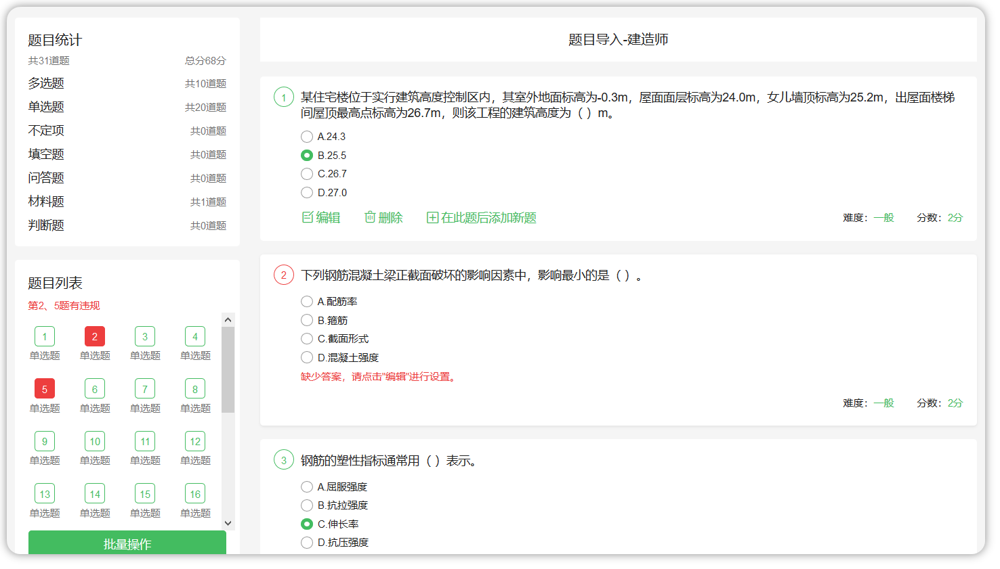 题目统计
共31道题 总分68分
多选题 共10道题
单选题 共20道题
不定项 共0道题
填空题 共0道题
问答题 共0道题
材料题 共1道题
判断题 共0道题
题目列表
第2、5题有违规
1 2 3 4
单选题 单选题 单选题 单选题
5 6 7 8
单选题 单选题 单选题 单选题
9 10 11 12
单选题 单选题 单选题 单选题
13 14 15 16
单选题 单选题 单选题 单选题
批量操作
题目导入-建造师
1 某住宅楼位于实行建筑高度控制区内，其室外地面标高为-0.3m，屋面面层标高为24.0m，女儿墙顶标高为25.2m，出屋面楼梯
间屋顶最高点标高为26.7m，则该工程的建筑高度为（ ）m。
A.24.3
B.25.5
C.26.7
D.27.0
编辑 删除 在此题后添加新题 难度：一般 分数：2分
2 下列钢筋混凝土梁正截面破坏的影响因素中，影响最小的是（ ）。
A.配筋率
B.箍筋
C.截面形式
D.混凝土强度
缺少答案，请点击"编辑"进行设置。
难度：一般 分数：2分
3 钢筋的塑性指标通常用（ ）表示。
A.屈服强度
B.抗拉强度
C.伸长率
D.抗压强度